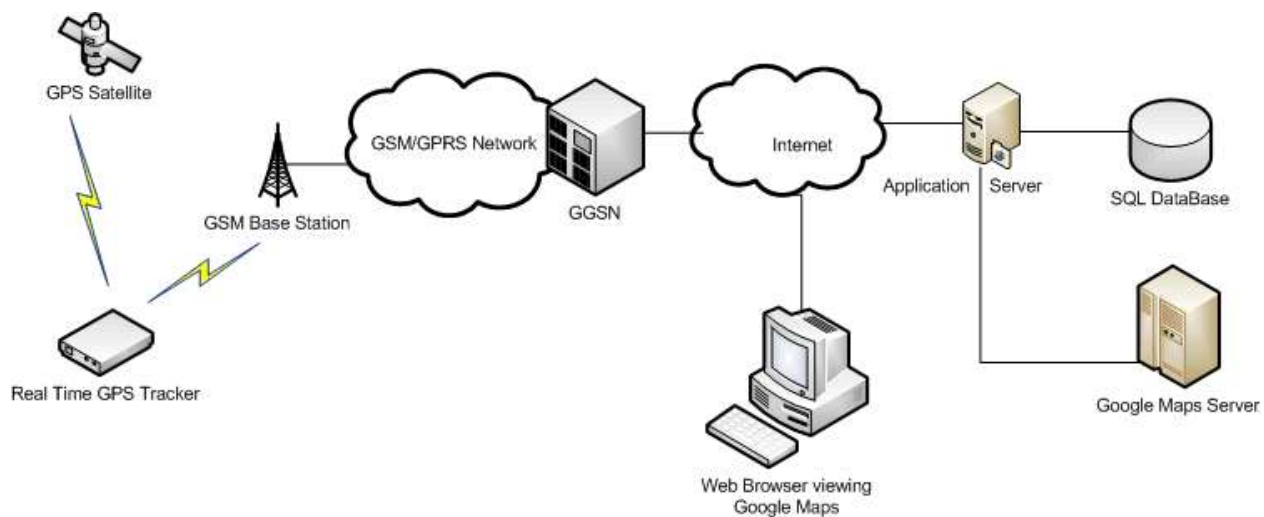 GPS Satellite
GSM/GPRS Network
Internet
GSM Base Station
GGSN
Application Server
SQL DataBase
Real Time GPS Tracker
Google Maps Server
Web Browser viewing
Google Maps